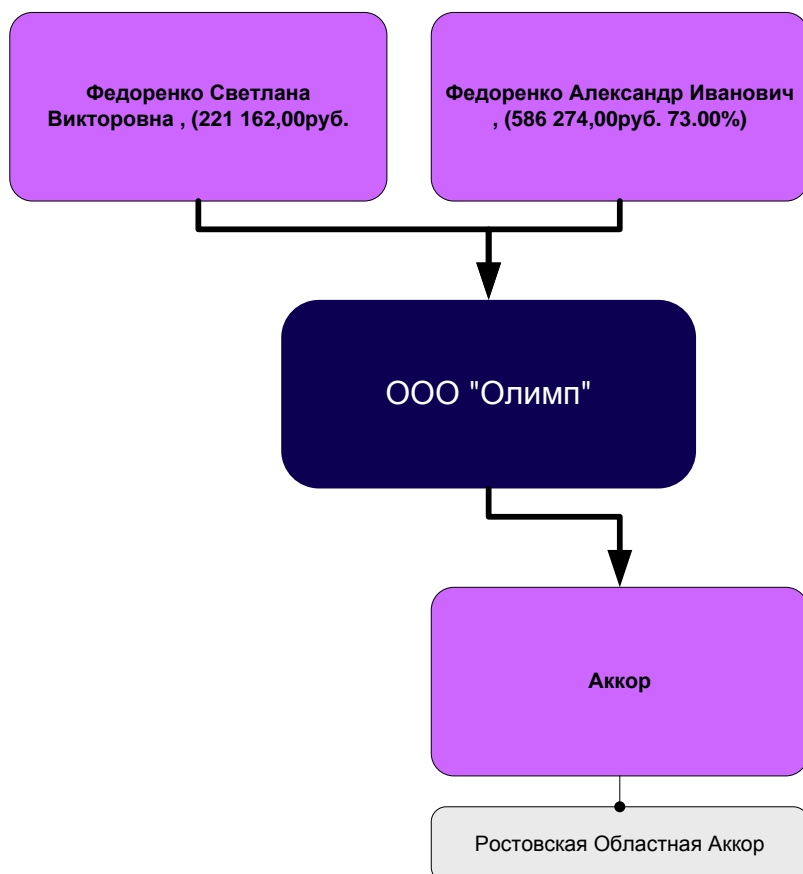 Федоренко Светлана
Викторовна , (221 162,00руб.
Федоренко Александр Иванович
, (586 274,00руб. 73.00%)
ООО "Олимп"
Аккор
Ростовская Областная Аккор